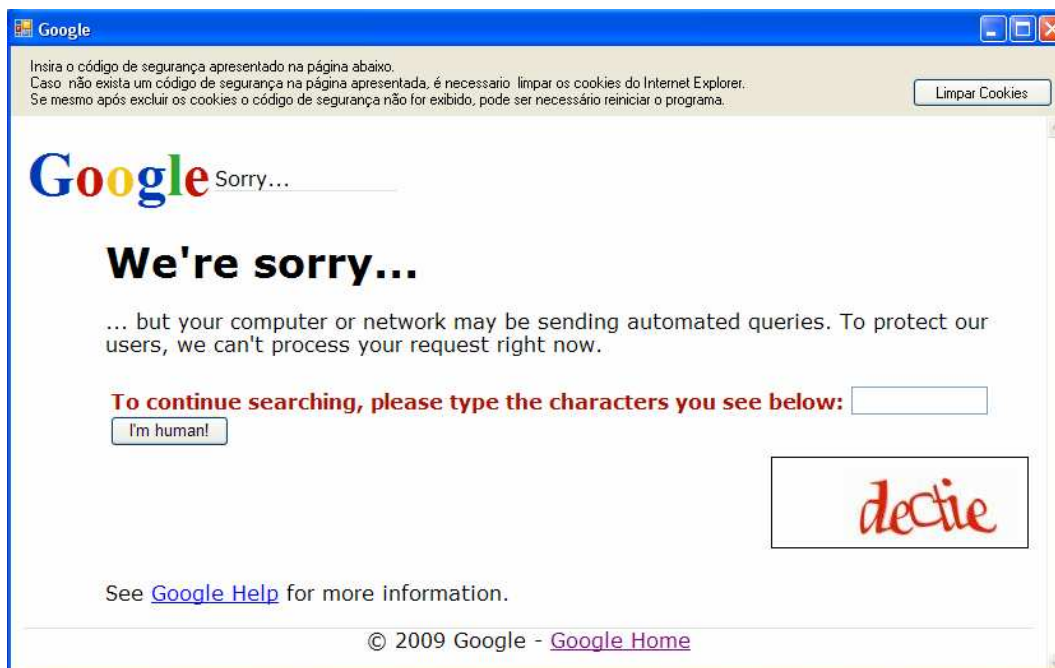 Google
Insira o código de segurança apresentado na página abaixo.
Caso não exista um código de segurança na página apresentada, é necessario limpar os cookies do Internet Explorer.
Se mesmo após excluir os cookies o código de segurança não for exibido, pode ser necessário reiniciar o programa.
Limpar Cookies
Google Sorry...
We're sorry...
... but your computer or network may be sending automated queries. To protect our
users, we can't process your request right now.
To continue searching, please type the characters you see below:
I'm human!
dectie
See Google Help for more information.
© 2009 Google - Google Home